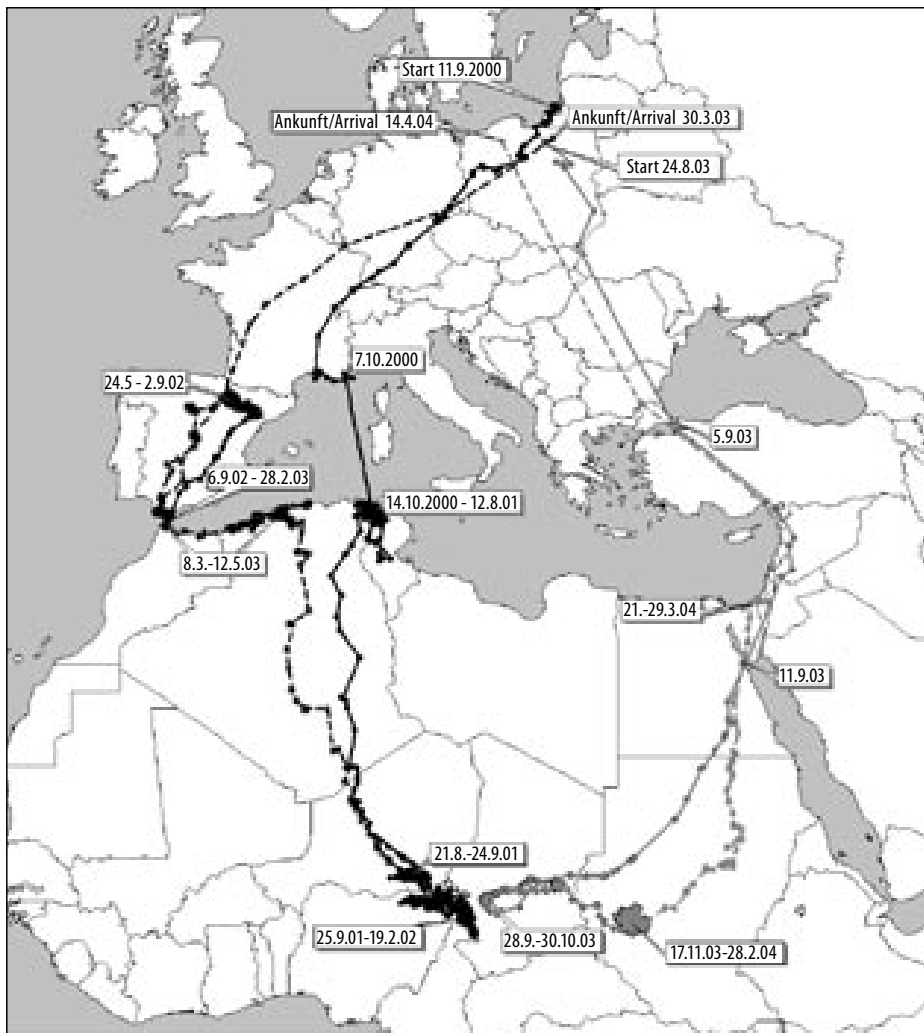 Start 11.9.2000
Ankunft/Arrival 14.4.04
Ankunft/Arrival 30.3.03
Start 24.8.03
7.10.2000
24.5 - 2.9.02
5.9.03
6.9.02 - 28.2.03
14.10.2000 - 12.8.01
8.3.-12.5.03
21.-29.3.04
11.9.03
21.8.-24.9.01
25.9.01-19.2.02
28.9.-30.10.03
17.11.03-28.2.04